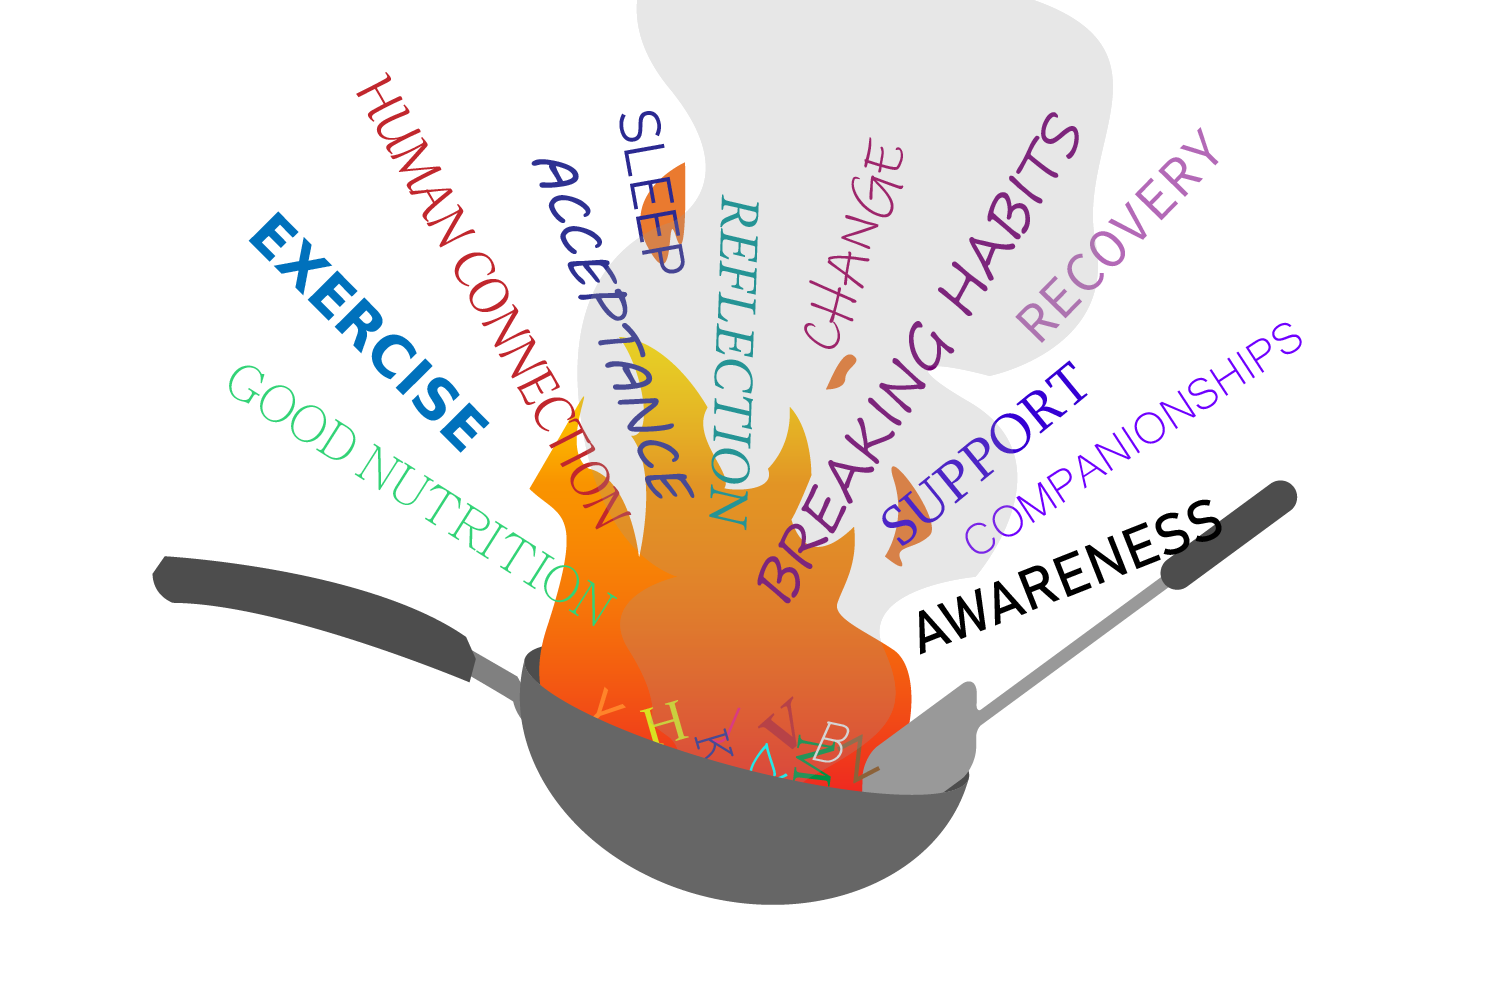 GOOD NUTRITION
EXERCISE
HUMAN CONNECTION
ACCEPTANCE
SLEEP
REFLECTION
CHANGE
BREAKING HABITS
RECOVERY
SUPPORT
COMPANIONSHIPS
AWARENESS
Y
H
I
K
A
V
M
B